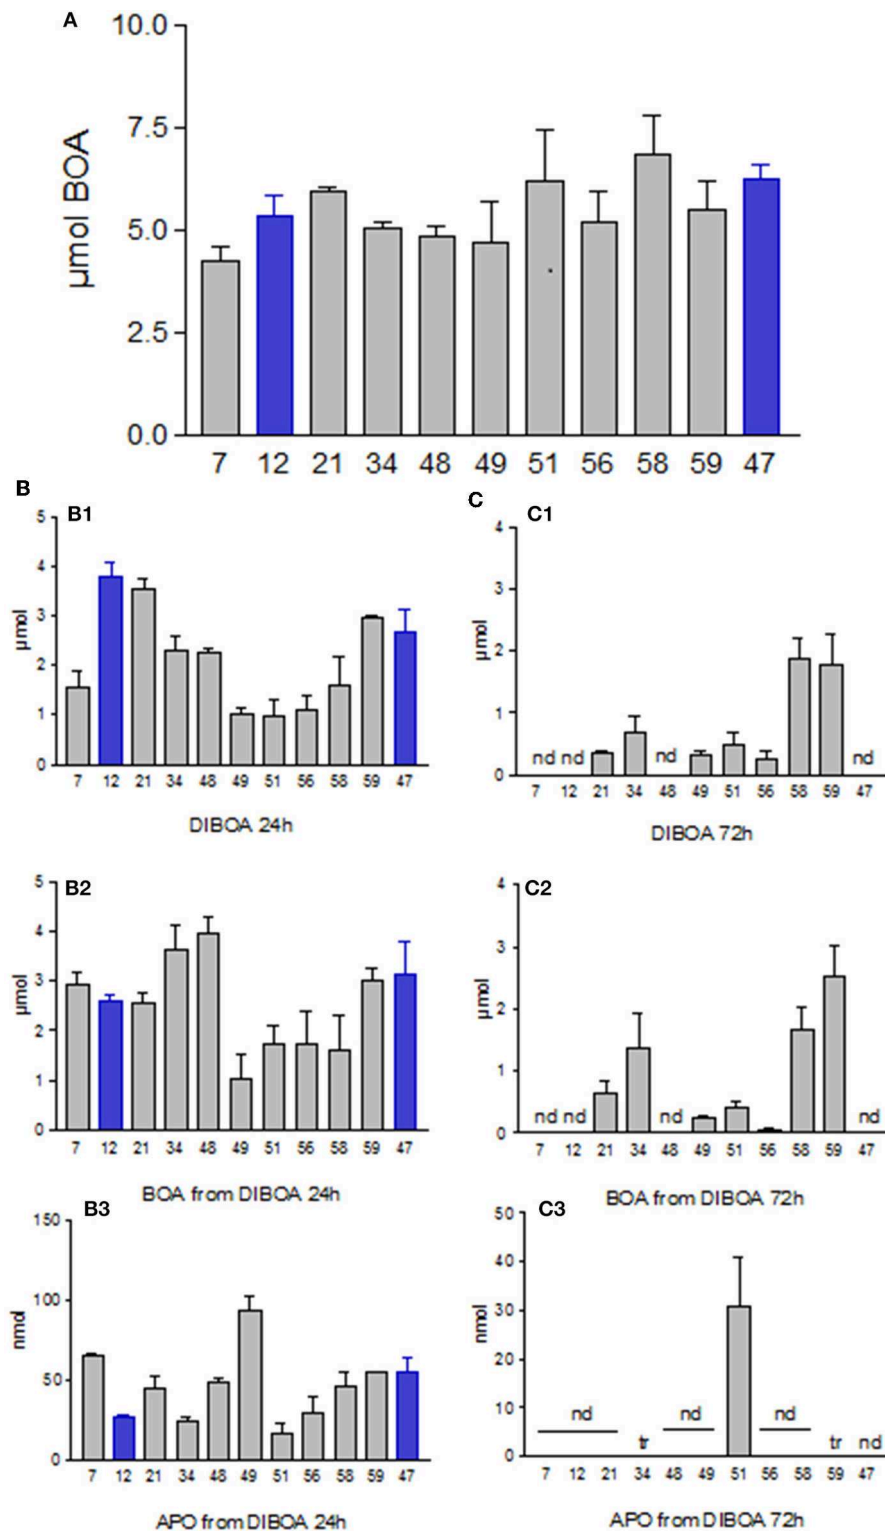 A
10.0
7.5
5.0
2.5
0.0
µmol BOA
7 12 21 34 48 49 51 56 58 59 47
B
B1
5
4
3
2
1
0
µmol
7 12 21 34 48 49 51 56 58 59 47
DIBOA 24h
C
C1
4
3
2
1
0
µmol
nd nd nd nd
7 12 21 34 48 49 51 56 58 59 47
DIBOA 72h
B2
5
4
3
2
1
0
µmol
7 12 21 34 48 49 51 56 58 59 47
BOA from DIBOA 24h
C2
4
3
2
1
0
µmol
nd nd nd nd
7 12 21 34 48 49 51 56 58 59 47
BOA from DIBOA 72h
B3
150
100
50
0
nmol
7 12 21 34 48 49 51 56 58 59 47
APO from DIBOA 24h
C3
50
40
30
20
10
0
nmol
nd tr nd nd tr nd
7 12 21 34 48 49 51 56 58 59 47
APO from DIBOA 72h